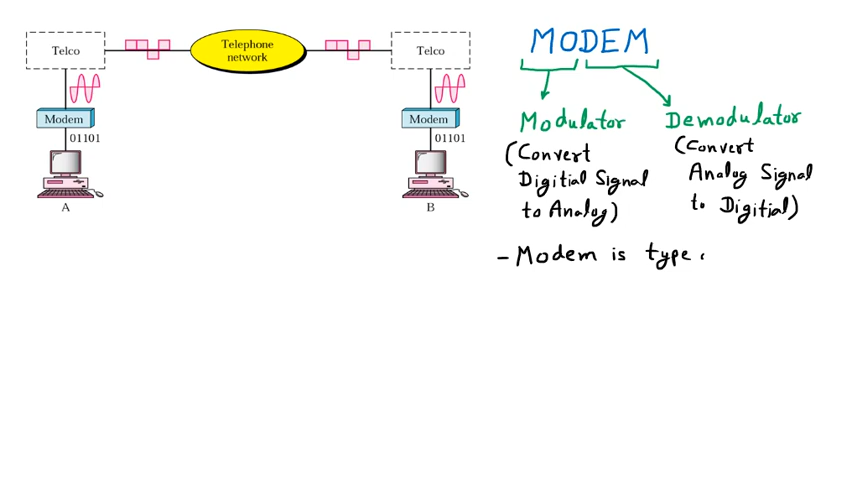 Telco
Telephone
network
Telco
Modem
01101
A
Modem
01101
B
MODEM
Modulator
(Convert
Digitial Signal
to Analog)
Demodulator
(Convert
Analog Signal
to Digitial)
- Modem is type